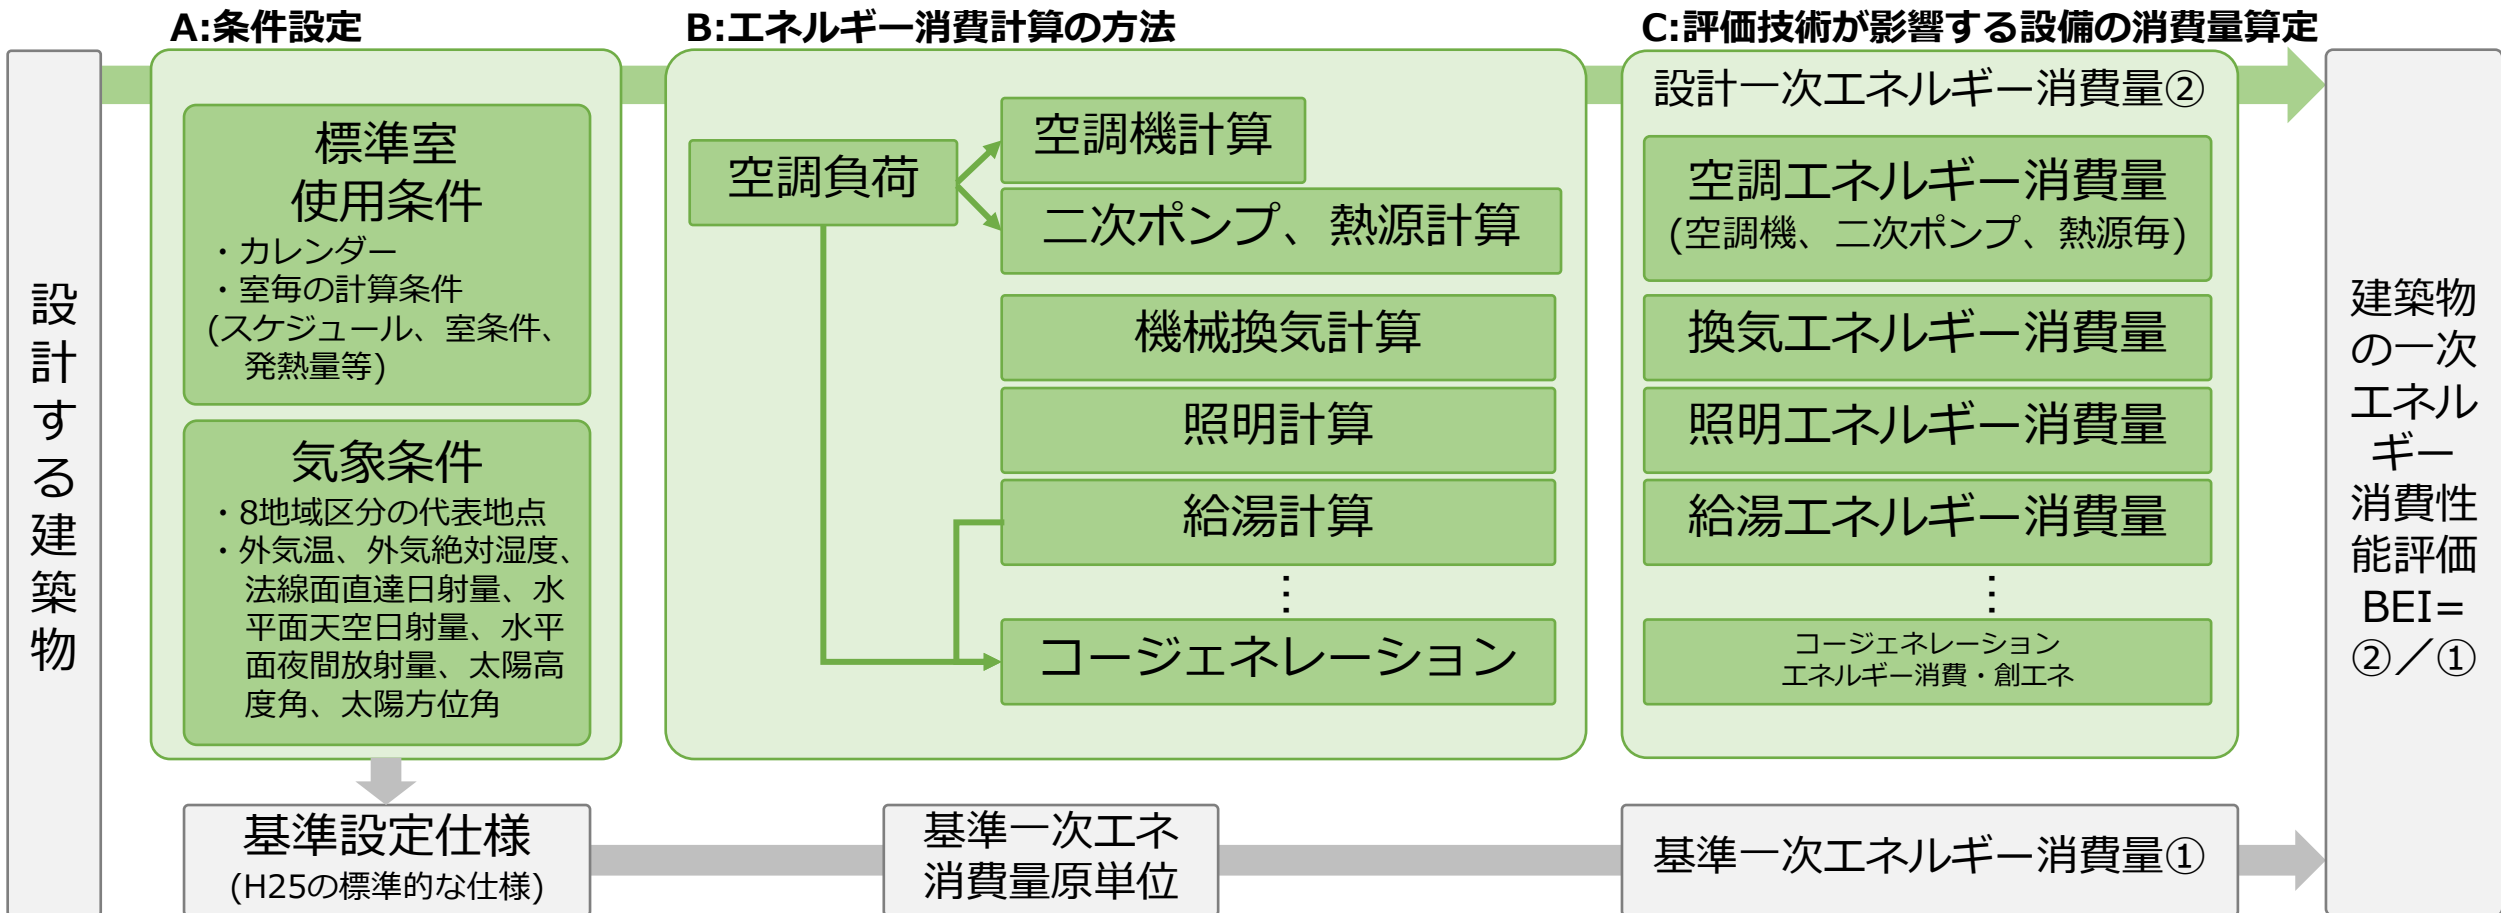 A:条件設定
B:エネルギー消費計算の方法
C:評価技術が影響する設備の消費量算定
設計する建築物
標準室
使用条件
・カレンダー
・室毎の計算条件
(スケジュール、室条件、
発熱量等)
気象条件
・8地域区分の代表地点
・外気温、外気絶対湿度、
法線面直達日射量、水
平面天空日射量、水平
面夜間放射量、太陽高
度角、太陽方位角
空調負荷
空調機計算
二次ポンプ、熱源計算
機械換気計算
照明計算
給湯計算
⋮
コージェネレーション
設計一次エネルギー消費量②
空調エネルギー消費量
(空調機、二次ポンプ、熱源毎)
換気エネルギー消費量
照明エネルギー消費量
給湯エネルギー消費量
⋮
コージェネレーション
エネルギー消費・創エネ
建築物
の一次
エネル
ギー
消費性
能評価
BEI=
②／①
基準設定仕様
(H25の標準的な仕様)
基準一次エネ
消費量原単位
基準一次エネルギー消費量①